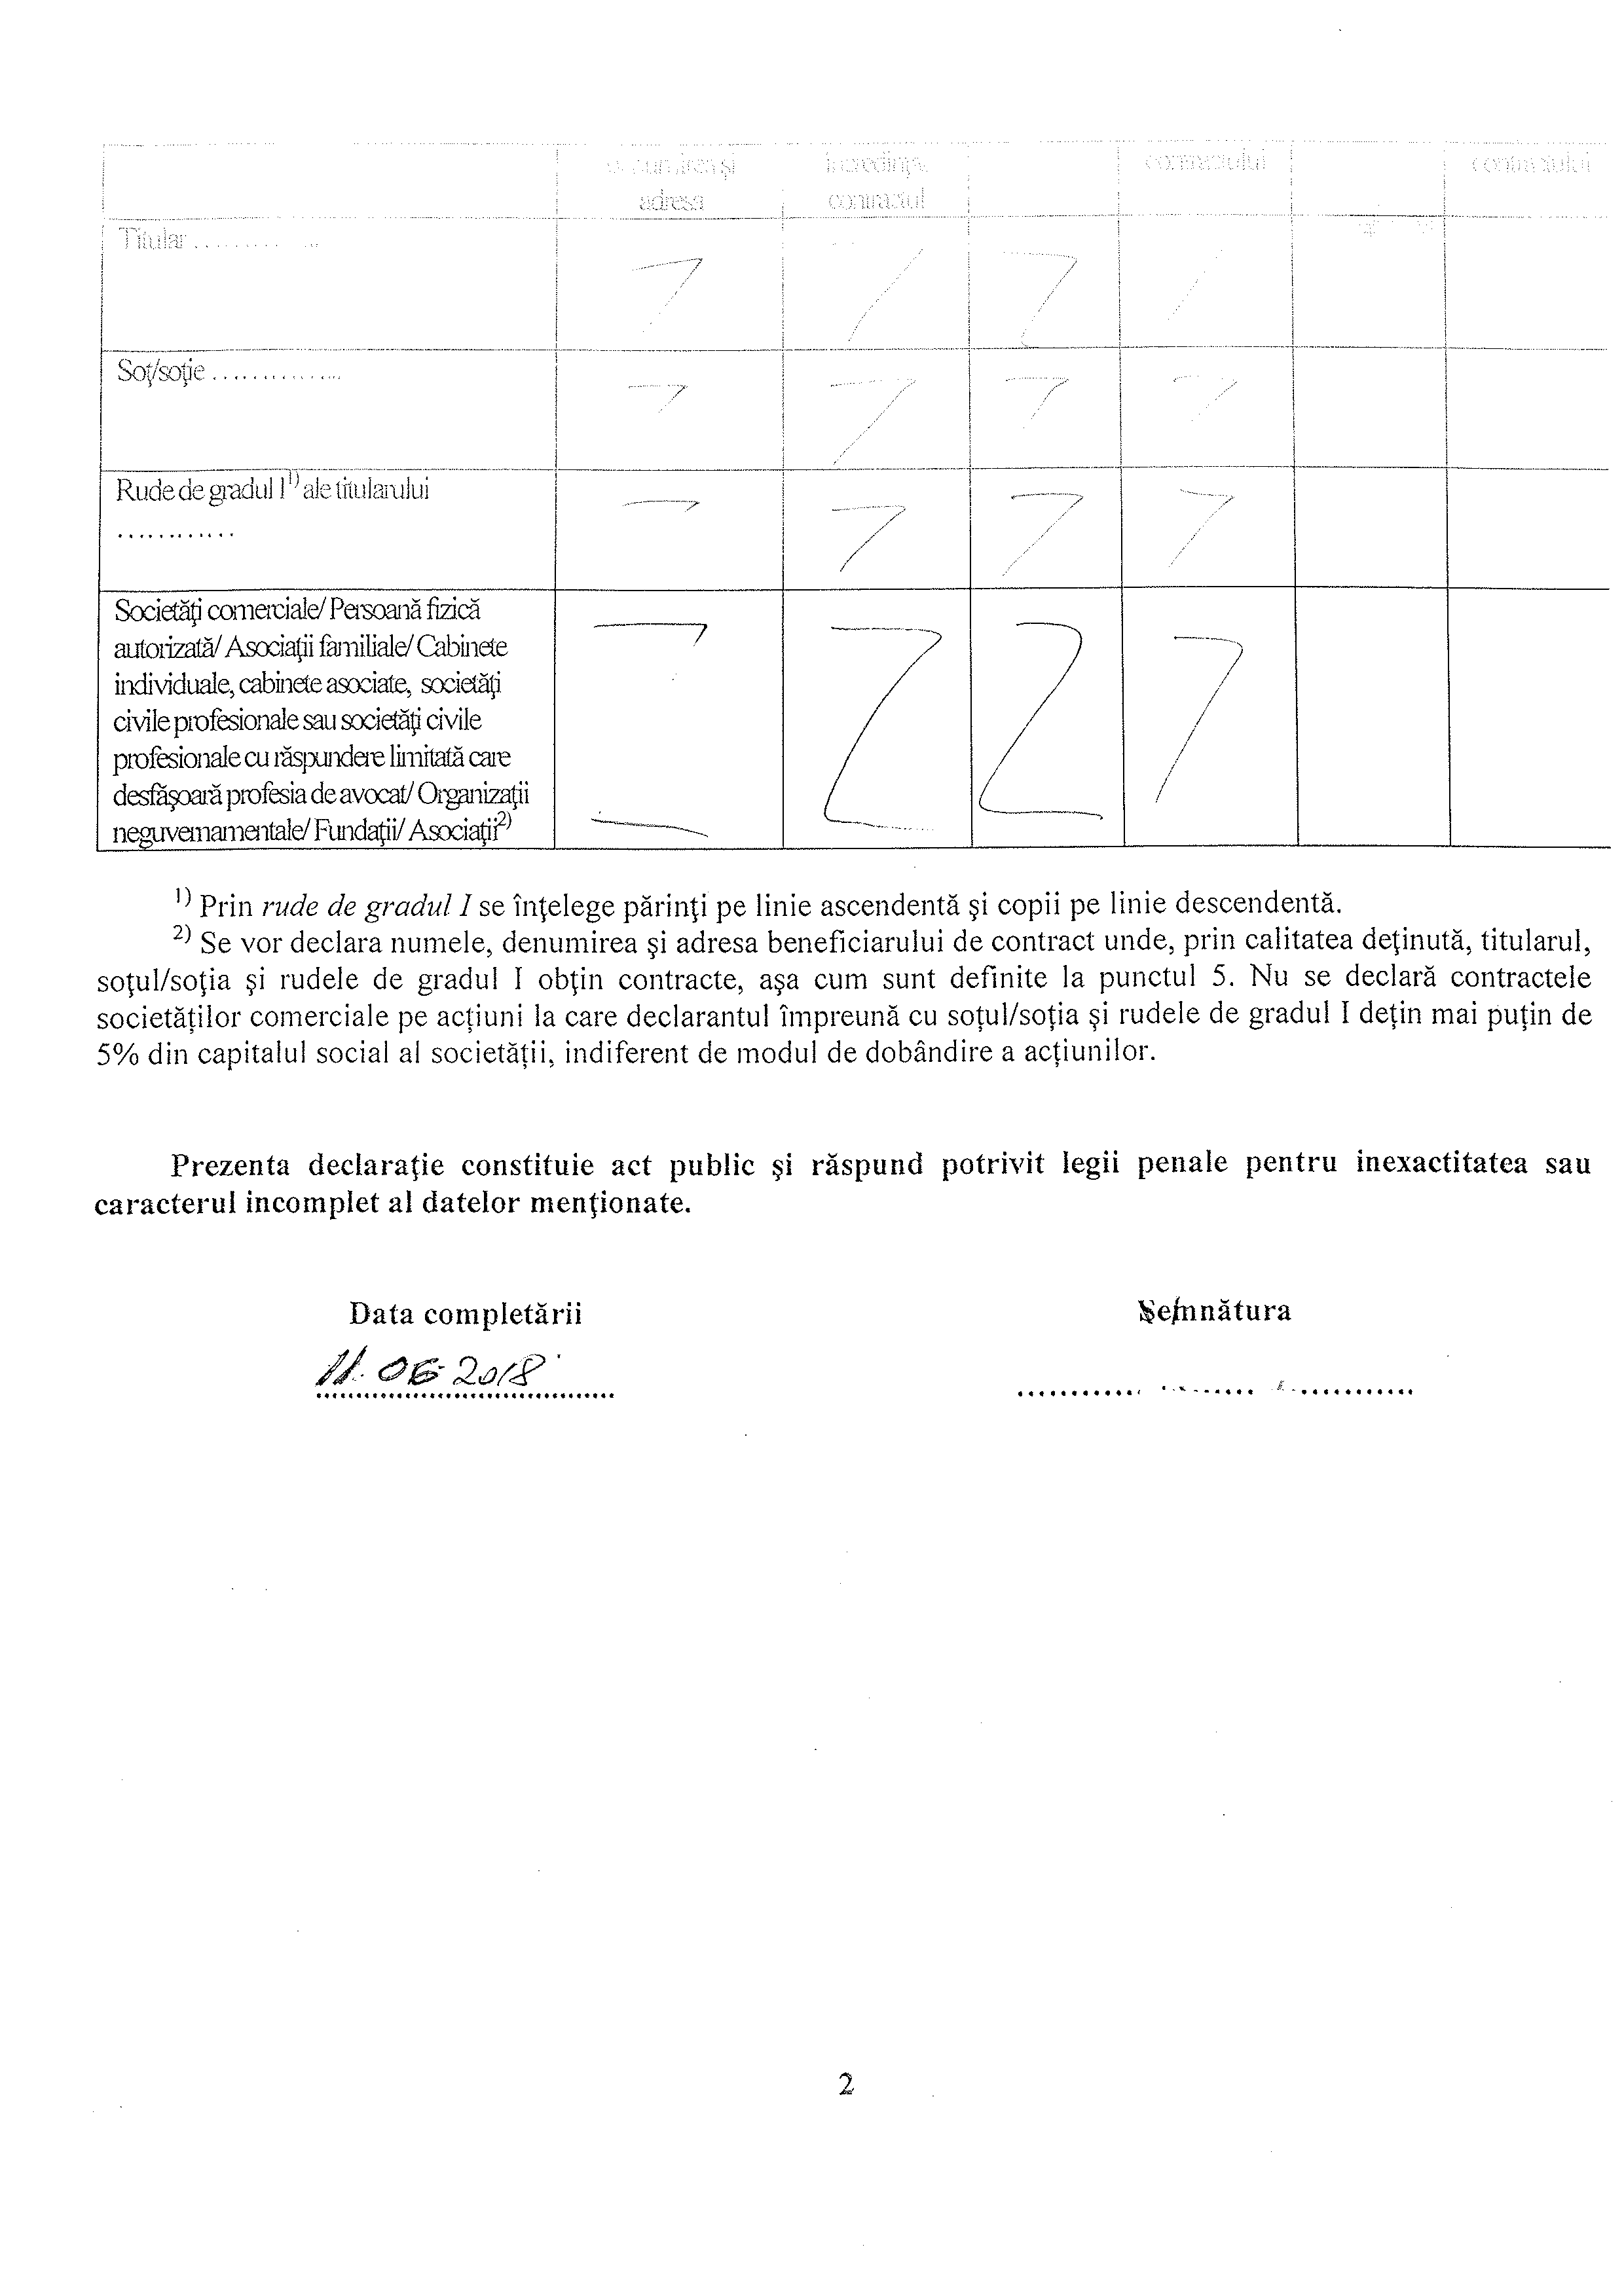 adresa
contractul
contractului
contractului
Titular ..............
Soţ/soţie ..............
Rude de gradul I¹⁾ ale titularului
............
Societăţi comerciale/ Persoană fizică
autorizată/ Asociaţii familiale/ Cabinete
individuale, cabinete asociate, societăţi
civile profesionale sau societăţi civile
profesionale cu răspundere limitată care
desfăşoară profesia de avocat/ Organizaţii
neguvernamentale/ Fundaţii/ Asociaţii²⁾
¹⁾ Prin rude de gradul I se înţelege părinţi pe linie ascendentă şi copii pe linie descendentă.
²⁾ Se vor declara numele, denumirea şi adresa beneficiarului de contract unde, prin calitatea deţinută, titularul,
soţul/soţia şi rudele de gradul I obţin contracte, aşa cum sunt definite la punctul 5. Nu se declară contractele
societăţilor comerciale pe acţiuni la care declarantul împreună cu soţul/soţia şi rudele de gradul I deţin mai puţin de
5% din capitalul social al societăţii, indiferent de modul de dobândire a acţiunilor.
Prezenta declaraţie constituie act public şi răspund potrivit legii penale pentru inexactitatea sau
caracterul incomplet al datelor menţionate.
Data completării
Semnătura
11.06 2018
2